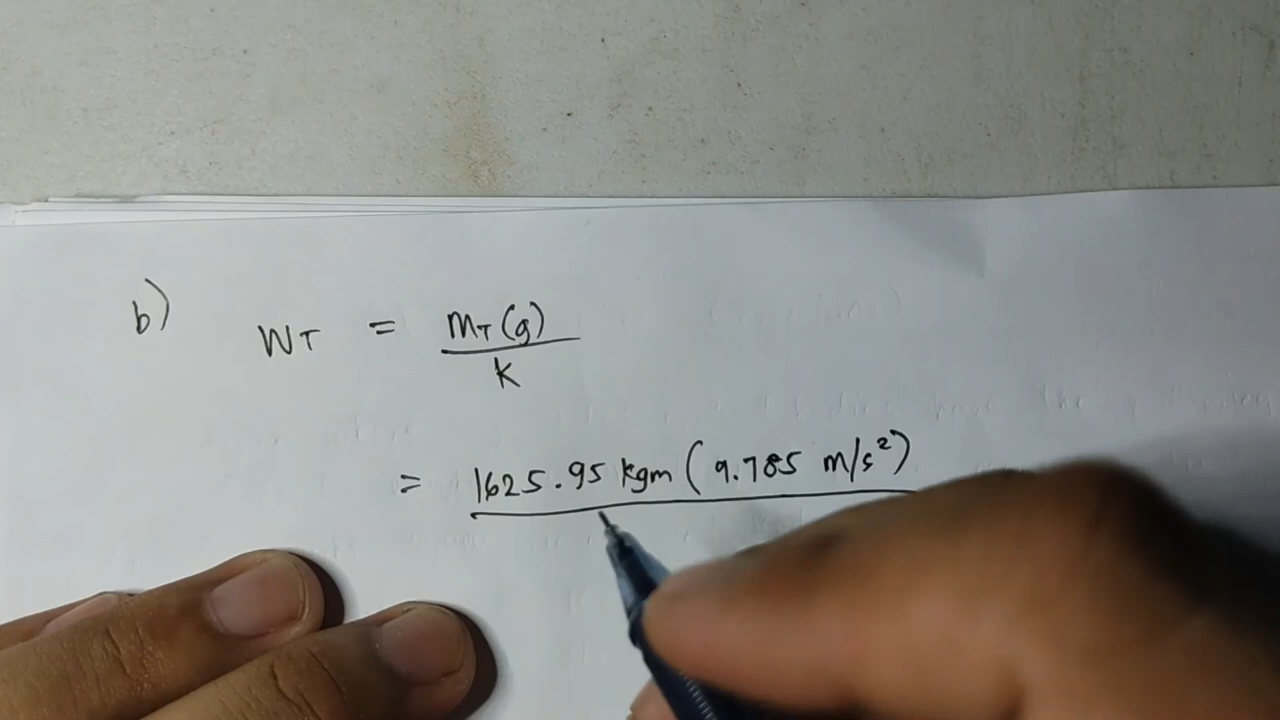 b) WT = mT(g)
k
= 1625.95 kgm (9.785 m/s²)